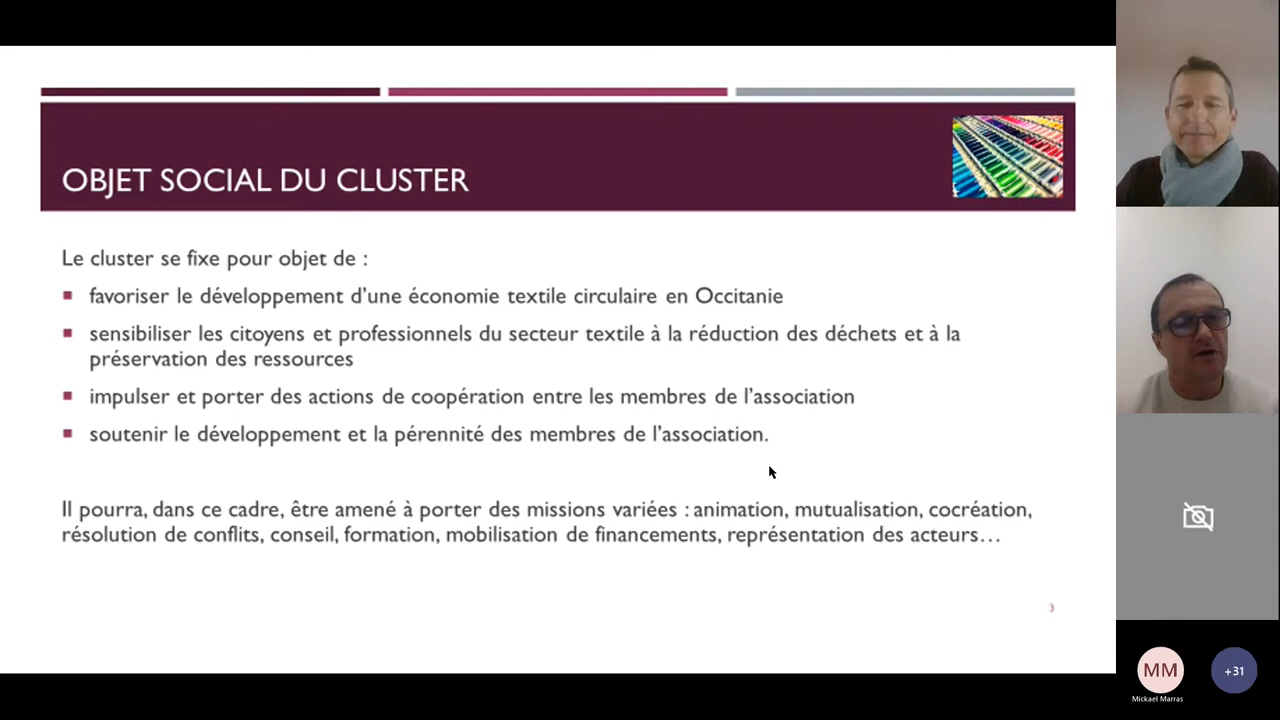 OBJET SOCIAL DU CLUSTER
Le cluster se fixe pour objet de :
favoriser le développement d’une économie textile circulaire en Occitanie
sensibiliser les citoyens et professionnels du secteur textile à la réduction des déchets et à la
préservation des ressources
impulser et porter des actions de coopération entre les membres de l’association
soutenir le développement et la pérennité des membres de l’association.
Il pourra, dans ce cadre, être amené à porter des missions variées : animation, mutualisation, cocréation,
résolution de conflits, conseil, formation, mobilisation de financements, représentation des acteurs…
3
MM
+31
Mickael Marras